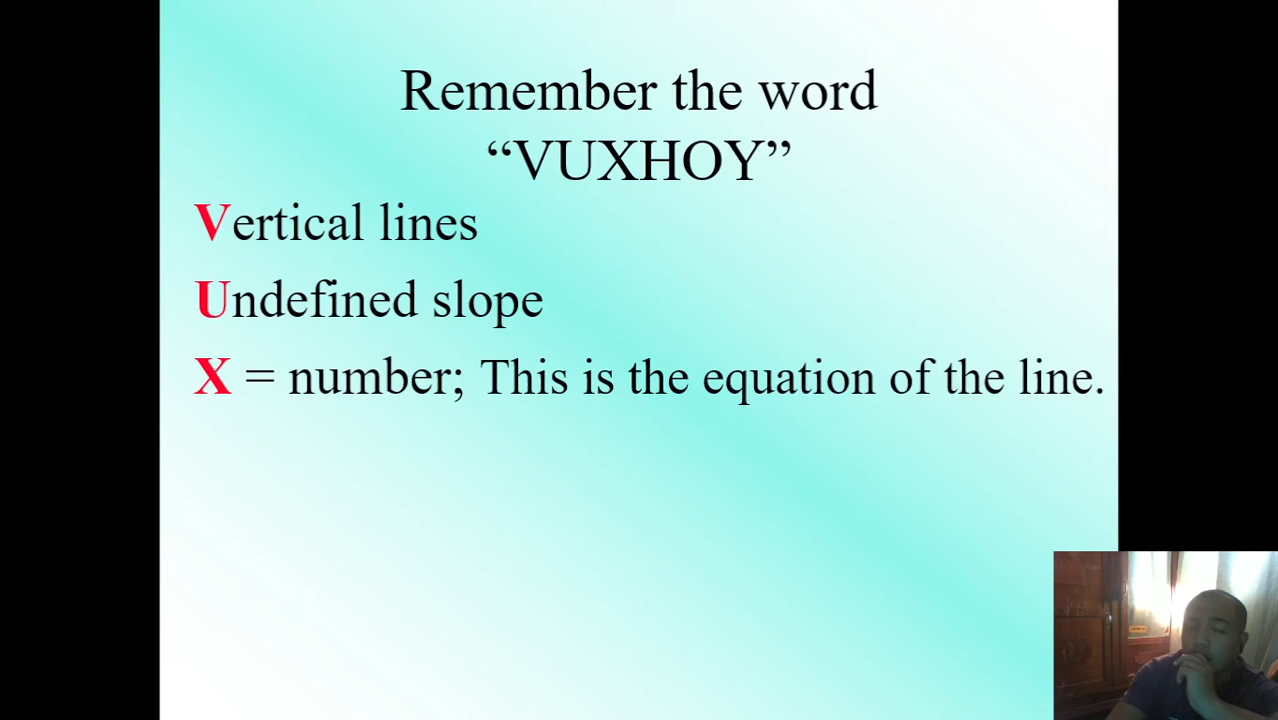 Remember the word
“VUXHOY”
Vertical lines
Undefined slope
X = number; This is the equation of the line.